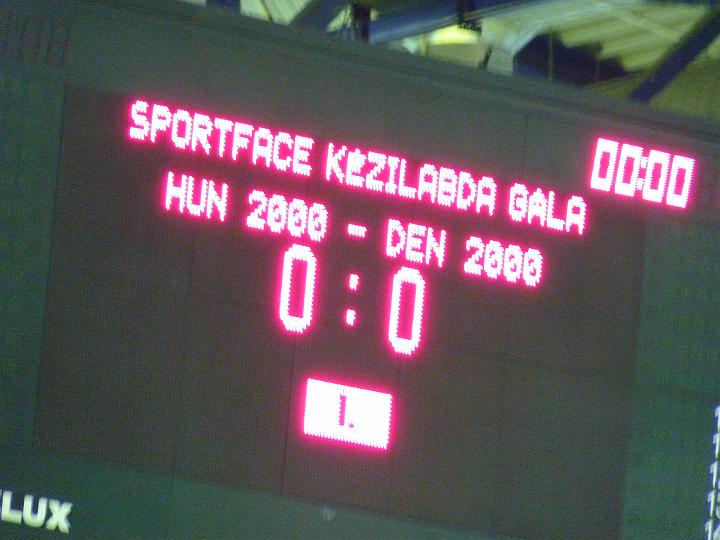 SPORTFACE KÉZILABDA GÁLA
00:00
HUN 2000 - DEN 2000
0 : 0
1.
LUX